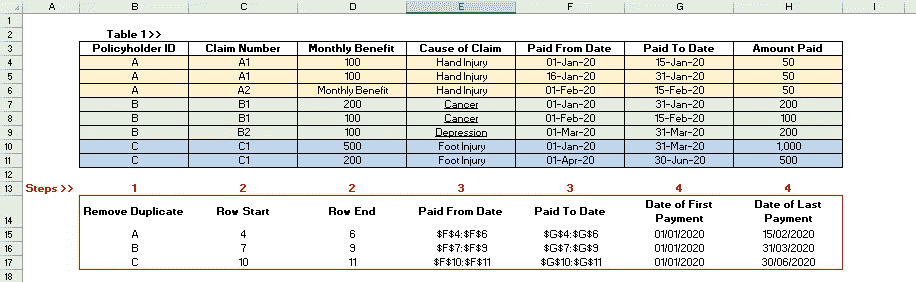 A B C D E F G H I J
1
2 Table 1>>
3 Policyholder ID Claim Number Monthly Benefit Cause of Claim Paid From Date Paid To Date Amount Paid
4 A A1 100 Hand Injury 01-Jan-20 15-Jan-20 50
5 A A1 100 Hand Injury 16-Jan-20 31-Jan-20 50
6 A A2 Monthly Benefit Hand Injury 01-Feb-20 15-Feb-20 50
7 B B1 200 Cancer 01-Jan-20 31-Jan-20 200
8 B B1 100 Cancer 01-Feb-20 15-Feb-20 100
9 B B2 100 Depression 01-Mar-20 31-Mar-20 200
10 C C1 500 Foot Injury 01-Jan-20 31-Mar-20 1,000
11 C C1 200 Foot Injury 01-Apr-20 30-Jun-20 500
12
13 Steps >> 1 2 2 3 3 4 4
14 Remove Duplicate Row Start Row End Paid From Date Paid To Date Date of First Payment Date of Last Payment
15 A 4 6 $F$4:$F$6 $G$4:$G$6 01/01/2020 15/02/2020
16 B 7 9 $F$7:$F$9 $G$7:$G$9 01/01/2020 31/03/2020
17 C 10 11 $F$10:$F$11 $G$10:$G$11 01/01/2020 30/06/2020
18